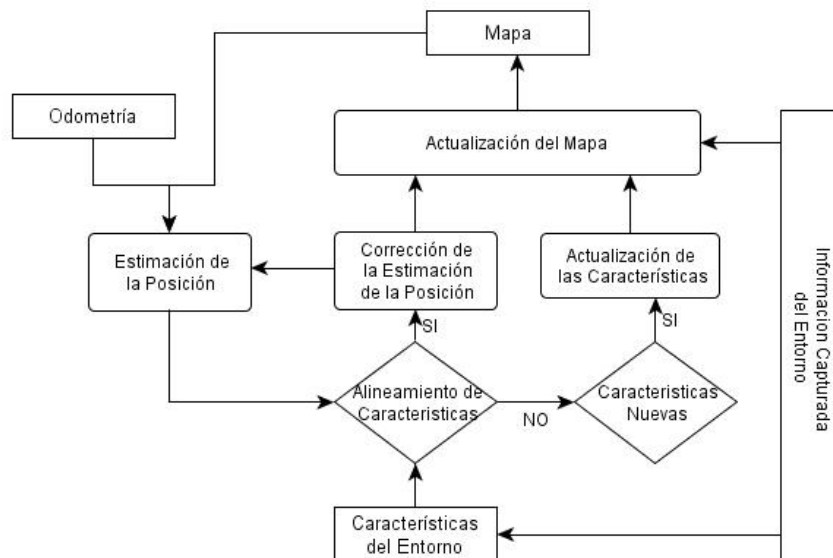 Mapa
Odometría
Actualización del Mapa
Estimación de
la Posición
Corrección de
la Estimación
de la Posición
Actualización de
las Características
Informacion Capturada
del Entorno
SI
SI
Alineamiento de
Caracteristicas
NO
Caracteristicas
Nuevas
Características
del Entorno